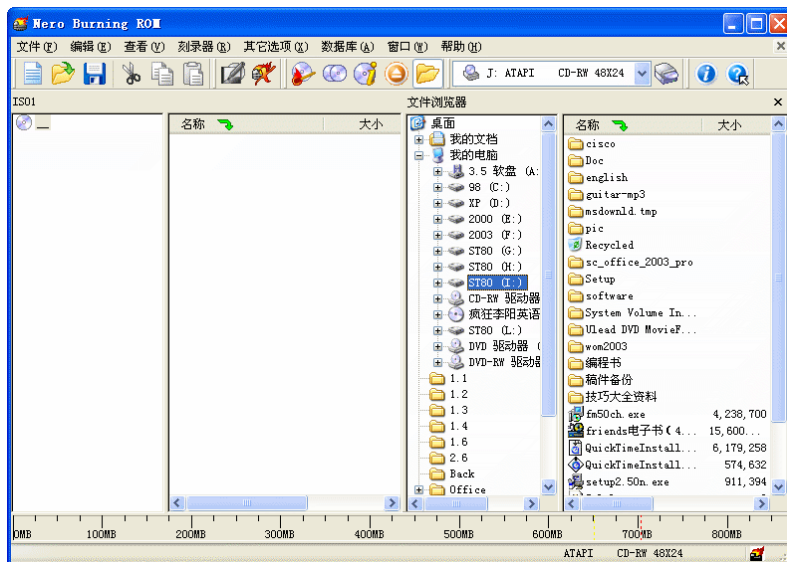 Nero Burning ROM
文件(F) 编辑(E) 查看(V) 刻录器(R) 其它选项(X) 数据库(A) 窗口(W) 帮助(H)
J: ATAPI CD-RW 48X24
ISO1
名称 大小
文件浏览器
桌面
我的文档
我的电脑
3.5 软盘 (A:
98 (C:)
XP (D:)
2000 (E:)
2003 (F:)
ST80 (G:)
ST80 (H:)
ST80 (I:)
CD-RW 驱动器
疯狂李阳英语
ST80 (L:)
DVD 驱动器 (
DVD-RW 驱动器
1.1
1.2
1.3
1.4
1.6
2.6
Back
Office
名称 大小
cisco
Doc
english
guitar-mp3
msdownld.tmp
pic
Recycled
sc_office_2003_pro
Setup
software
System Volume In...
Ulead DVD MovieF...
wom2003
编程书
稿件备份
技巧大全资料
fm50ch.exe 4,238,700
friends电子书(4... 15,600...
QuickTimeInstall... 6,179,258
QuickTimeInstall... 574,632
setup2.50n.exe 911,394
0MB 100MB 200MB 300MB 400MB 500MB 600MB 700MB 800MB
ATAPI CD-RW 48X24